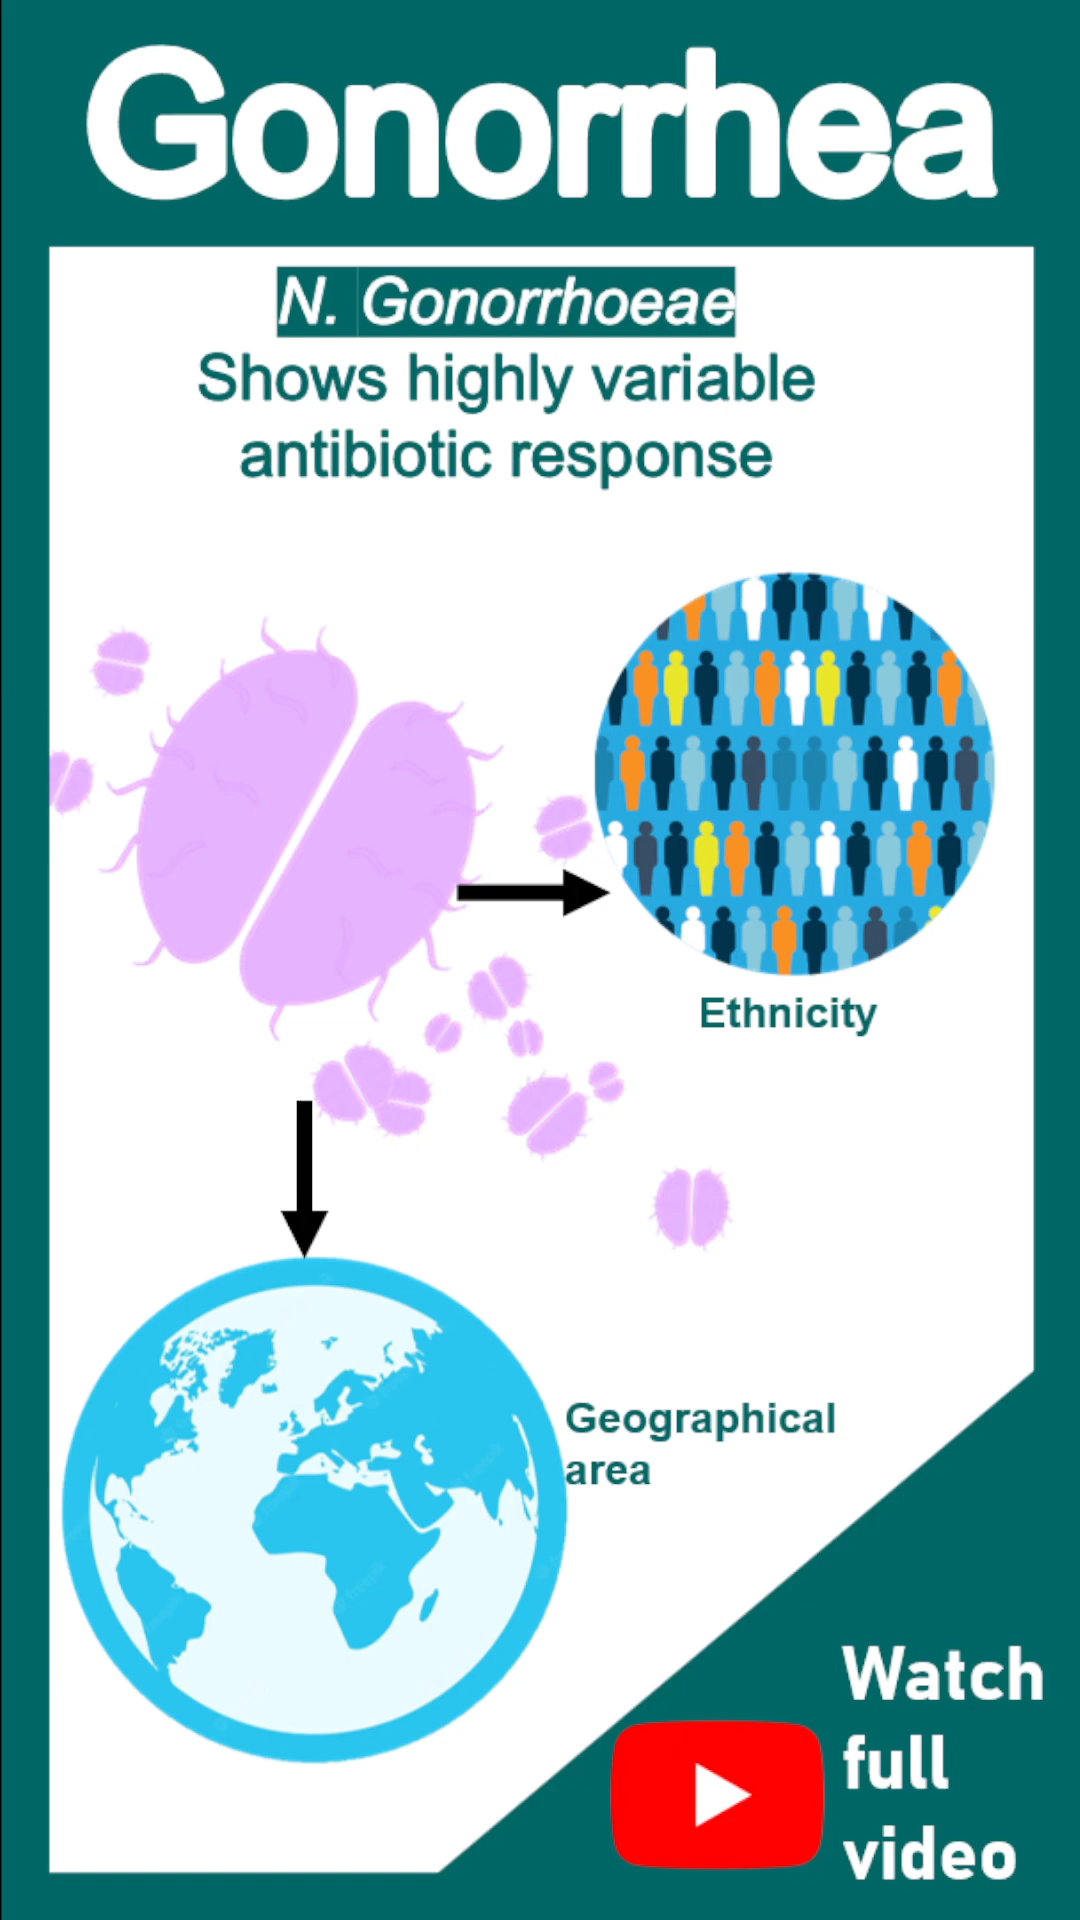 Gonorrhea
N. Gonorrhoeae
Shows highly variable
antibiotic response
Ethnicity
Geographical
area
Watch
full
video